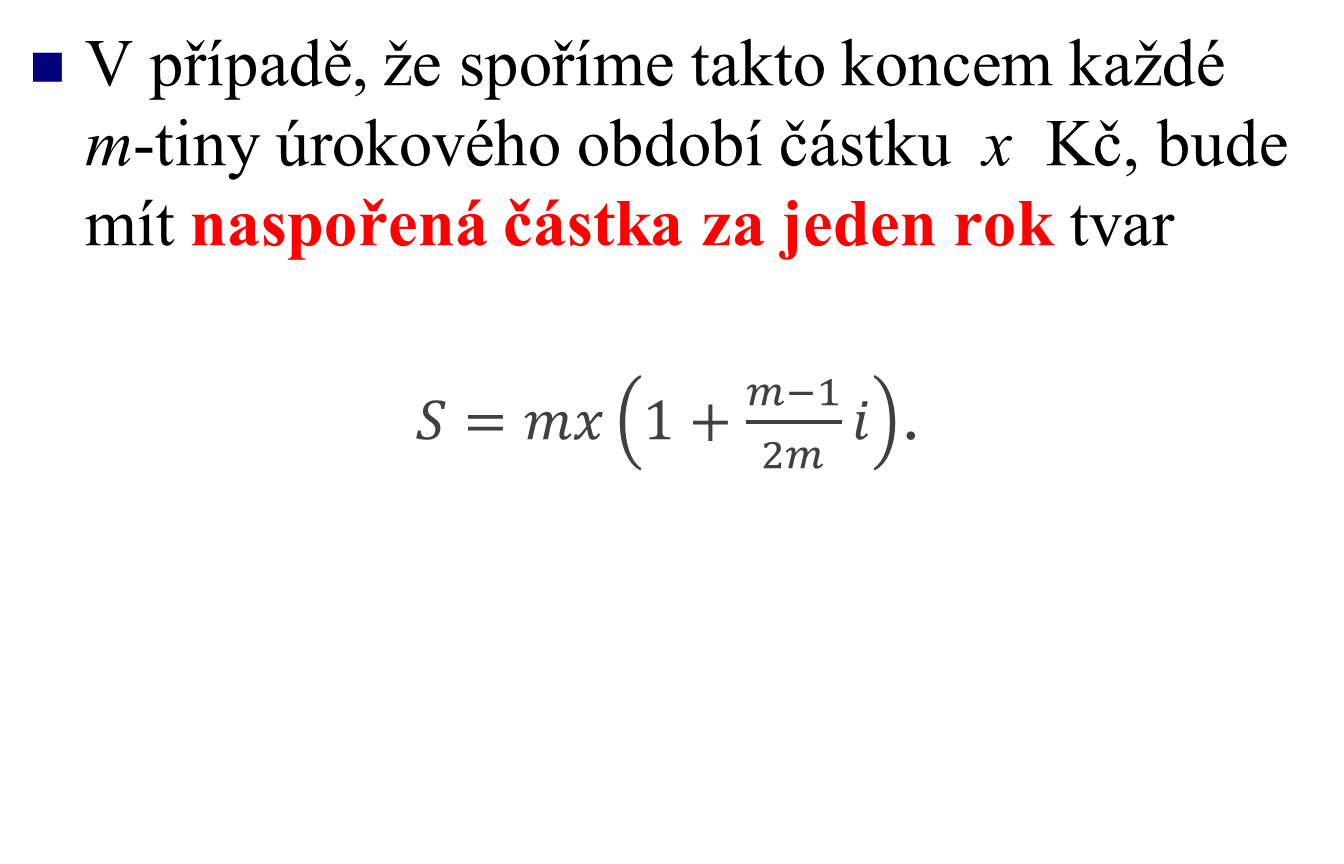 ■ V případě, že spoříme takto koncem každé
m-tiny úrokového období částku x Kč, bude
mít naspořená částka za jeden rok tvar
S = mx(1 + \frac{m−1}{2m} i).